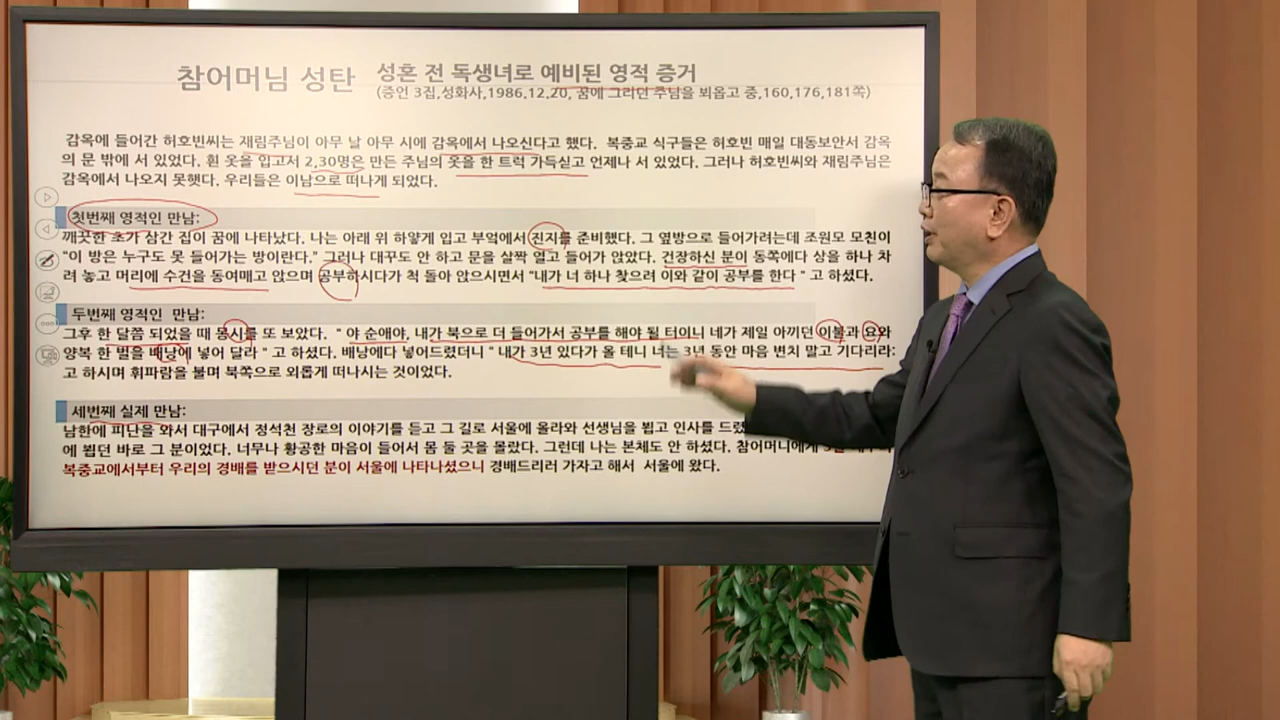 참어머님 성탄 성혼 전 독생녀로 예비된 영적 증거
(증언 3집,성화사,1986.12.20, 꿈에 그리던 주님을 뵈옵고 중,160,176,181쪽)
감옥에 들어간 허호빈씨는 재림주님이 아무 날 아무 시에 감옥에서 나오신다고 했다. 복중교 식구들은 허호빈 매일 대동보안서 감옥
의 문 밖에 서 있었다. 흰 옷을 입고서 2,30명은 만든 주님의 옷을 한 트럭 가득싣고 언제나 서 있었다. 그러나 허호빈씨와 재림주님은
감옥에서 나오지 못햇다. 우리들은 이남으로 떠나게 되었다.
첫번째 영적인 만남:
깨끗한 초가 삼간 집이 꿈에 나타났다. 나는 아래 위 하얗게 입고 부엌에서 진지를 준비했다. 그 옆방으로 들어가려는데 조원모 모친이
“이 방은 누구도 못 들어가는 방이란다.” 그러나 대꾸도 안 하고 문을 살짝 열고 들어가 앉았다. 건장하신 분이 동쪽에다 상을 하나 차
려 놓고 머리에 수건을 동여매고 앉으며 공부하시다가 척 돌아 앉으시면서 “내가 너 하나 찾으려 이와 같이 공부를 한다 “ 고 하셨다.
두번째 영적인 만남:
그후 한 달쯤 되었을 때 몽시를 또 보았다. “ 야 순애야, 내가 북으로 더 들어가서 공부를 해야 될 터이니 네가 제일 아끼던 이불과 요와
양복 한 벌을 배낭에 넣어 달라 “ 고 하셨다. 배낭에다 넣어드렸더니 “ 내가 3년 있다가 올 테니 너는 3년 동안 마음 변치 말고 기다리라:
고 하시며 휘파람을 불며 북쪽으로 외롭게 떠나시는 것이었다.
세번째 실제 만남:
남한에 피난을 와서 대구에서 정석천 장로의 이야기를 듣고 그 길로 서울에 올라와 선생님을 뵙고 인사를
에 뵙던 바로 그 분이었다. 너무나 황공한 마음이 들어서 몸 둘 곳을 몰랐다. 그런데 나는 본체도 안 하셨다. 참어머니에게
복중교에서부터 우리의 경배를 받으시던 분이 서울에 나타나셨으니 경배드리러 가자고 해서 서울에 왔다.